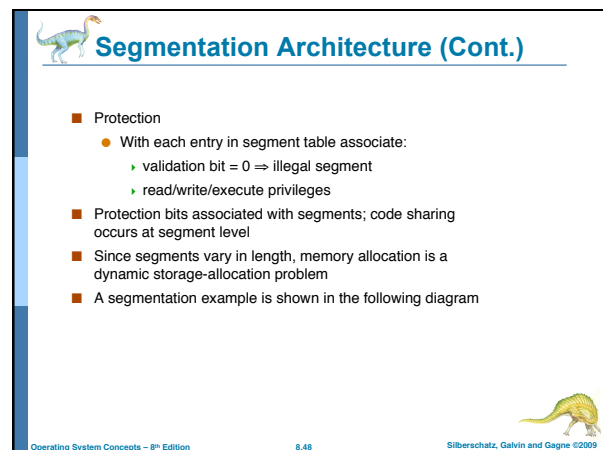 Segmentation Architecture (Cont.)
Protection
With each entry in segment table associate:
validation bit = 0 ⇒ illegal segment
read/write/execute privileges
Protection bits associated with segments; code sharing
occurs at segment level
Since segments vary in length, memory allocation is a
dynamic storage-allocation problem
A segmentation example is shown in the following diagram
Operating System Concepts – 8th Edition
8.48
Silberschatz, Galvin and Gagne ©2009